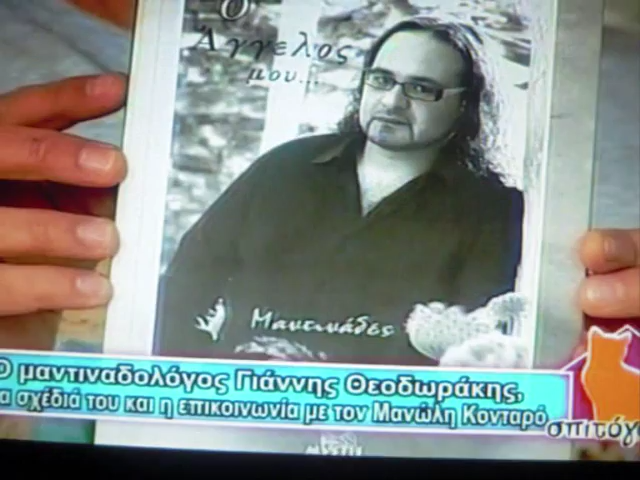 Ο
Άγγελος
μου...
Μαντινάδες
Ο μαντιναδολόγος Γιάννης Θεοδωράκης,
α σχέδιά του και η επικοινωνία με τον Μανώλη Κονταρό
σπιτόγ